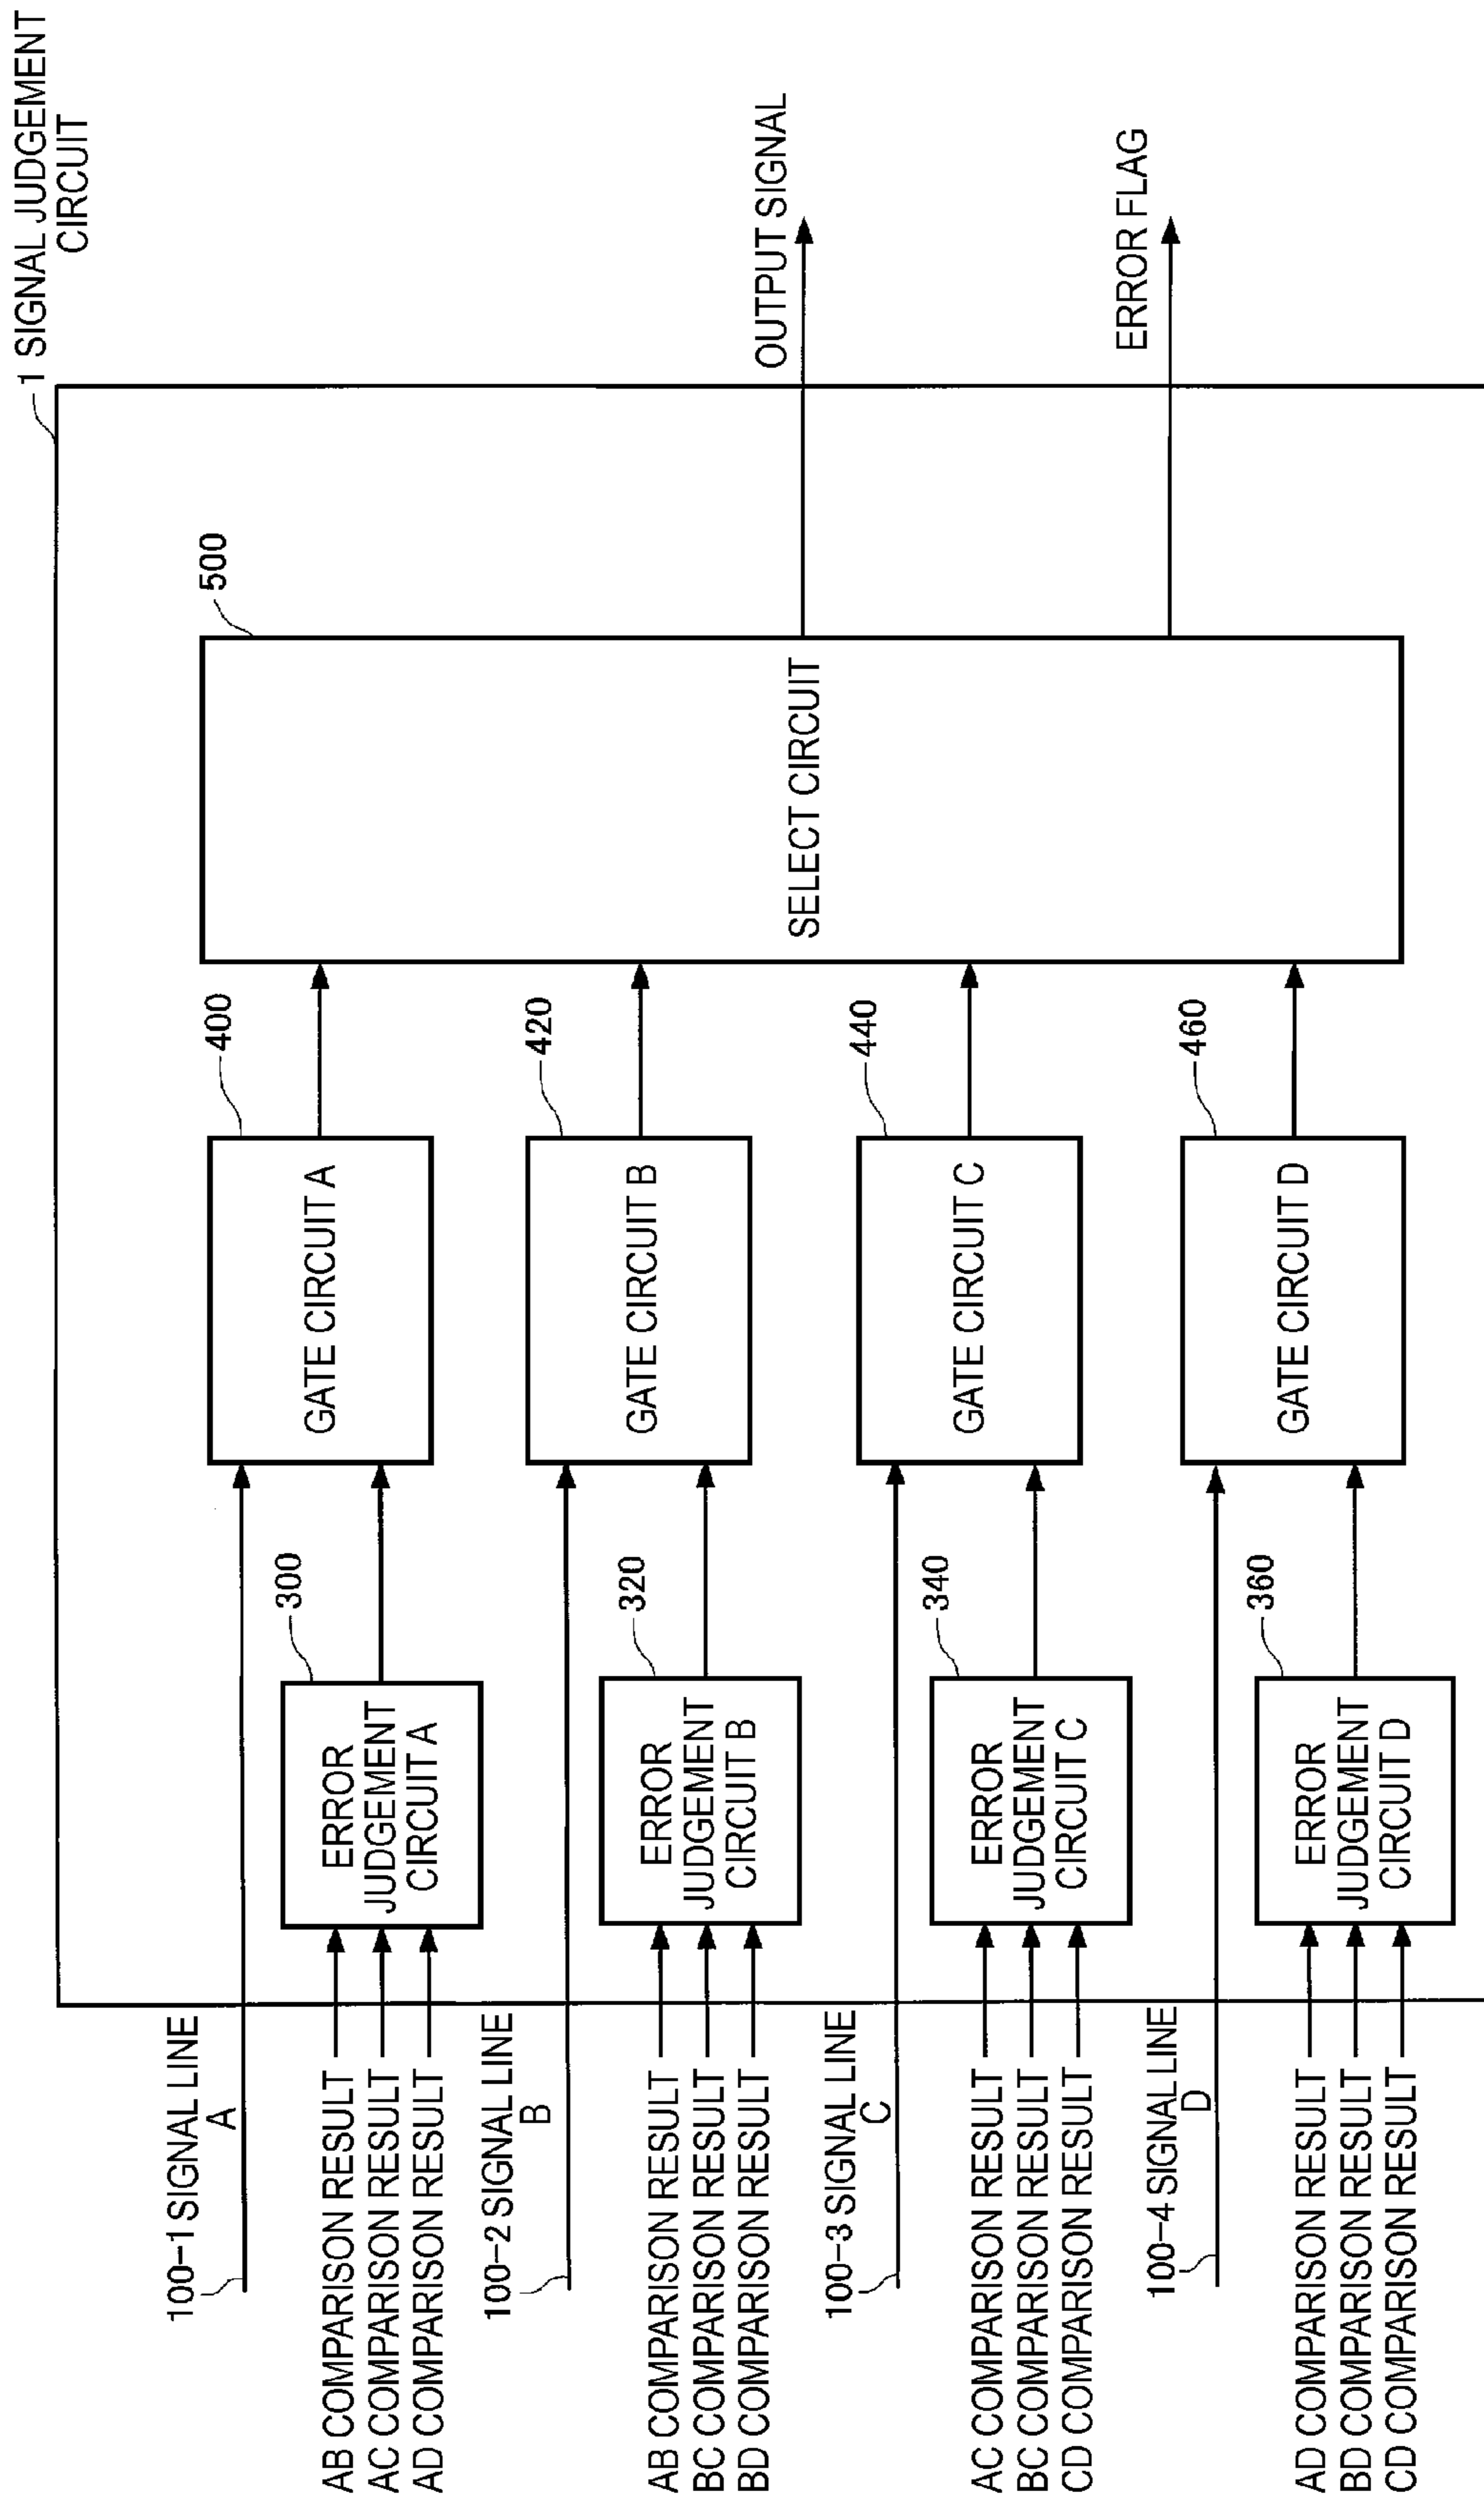 1 SIGNAL JUDGEMENT
CIRCUIT
100-1 SIGNAL LINE
A
AB COMPARISON RESULT
AC COMPARISON RESULT
AD COMPARISON RESULT
300
ERROR
JUDGEMENT
CIRCUIT A
400
GATE CIRCUIT A
100-2 SIGNAL LINE
B
AB COMPARISON RESULT
BC COMPARISON RESULT
BD COMPARISON RESULT
320
ERROR
JUDGEMENT
CIRCUIT B
420
GATE CIRCUIT B
100-3 SIGNAL LINE
C
AC COMPARISON RESULT
BC COMPARISON RESULT
CD COMPARISON RESULT
340
ERROR
JUDGEMENT
CIRCUIT C
440
GATE CIRCUIT C
100-4 SIGNAL LINE
D
AD COMPARISON RESULT
BD COMPARISON RESULT
CD COMPARISON RESULT
360
ERROR
JUDGEMENT
CIRCUIT D
460
GATE CIRCUIT D
500
SELECT CIRCUIT
OUTPUT SIGNAL
ERROR FLAG